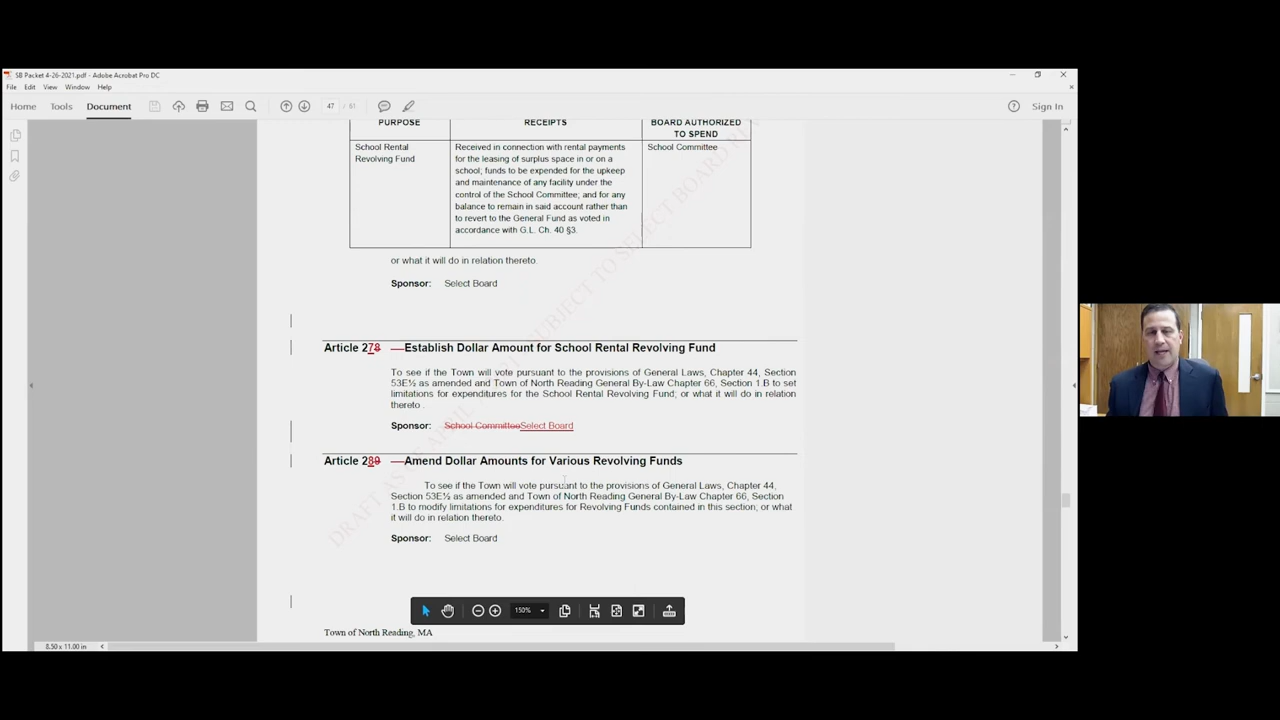 SB Packet 4-26-2021.pdf - Adobe Acrobat Pro DC
File Edit View Window Help
Home Tools Document 47 / 51 Sign In
PURPOSE RECEIPTS BOARD AUTHORIZED
TO SPEND
School Rental
Revolving Fund
Received in connection with rental payments
for the leasing of surplus space in or on a
school; funds to be expended for the upkeep
and maintenance of any facility under the
control of the School Committee; and for any
balance to remain in said account rather than
to revert to the General Fund as voted in
accordance with G.L. Ch. 40 §3.
School Committee
or what it will do in relation thereto.
Sponsor: Select Board
Article 278 —Establish Dollar Amount for School Rental Revolving Fund
To see if the Town will vote pursuant to the provisions of General Laws, Chapter 44, Section
53E½ as amended and Town of North Reading General By-Law Chapter 66, Section 1.B to set
limitations for expenditures for the School Rental Revolving Fund; or what it will do in relation
thereto .
Sponsor: School CommitteeSelect Board
Article 289 —Amend Dollar Amounts for Various Revolving Funds
To see if the Town will vote pursuant to the provisions of General Laws, Chapter 44,
Section 53E½ as amended and Town of North Reading General By-Law Chapter 66, Section
1.B to modify limitations for expenditures for Revolving Funds contained in this section; or what
it will do in relation thereto.
Sponsor: Select Board
150%
Town of North Reading, MA
8.50 x 11.00 in